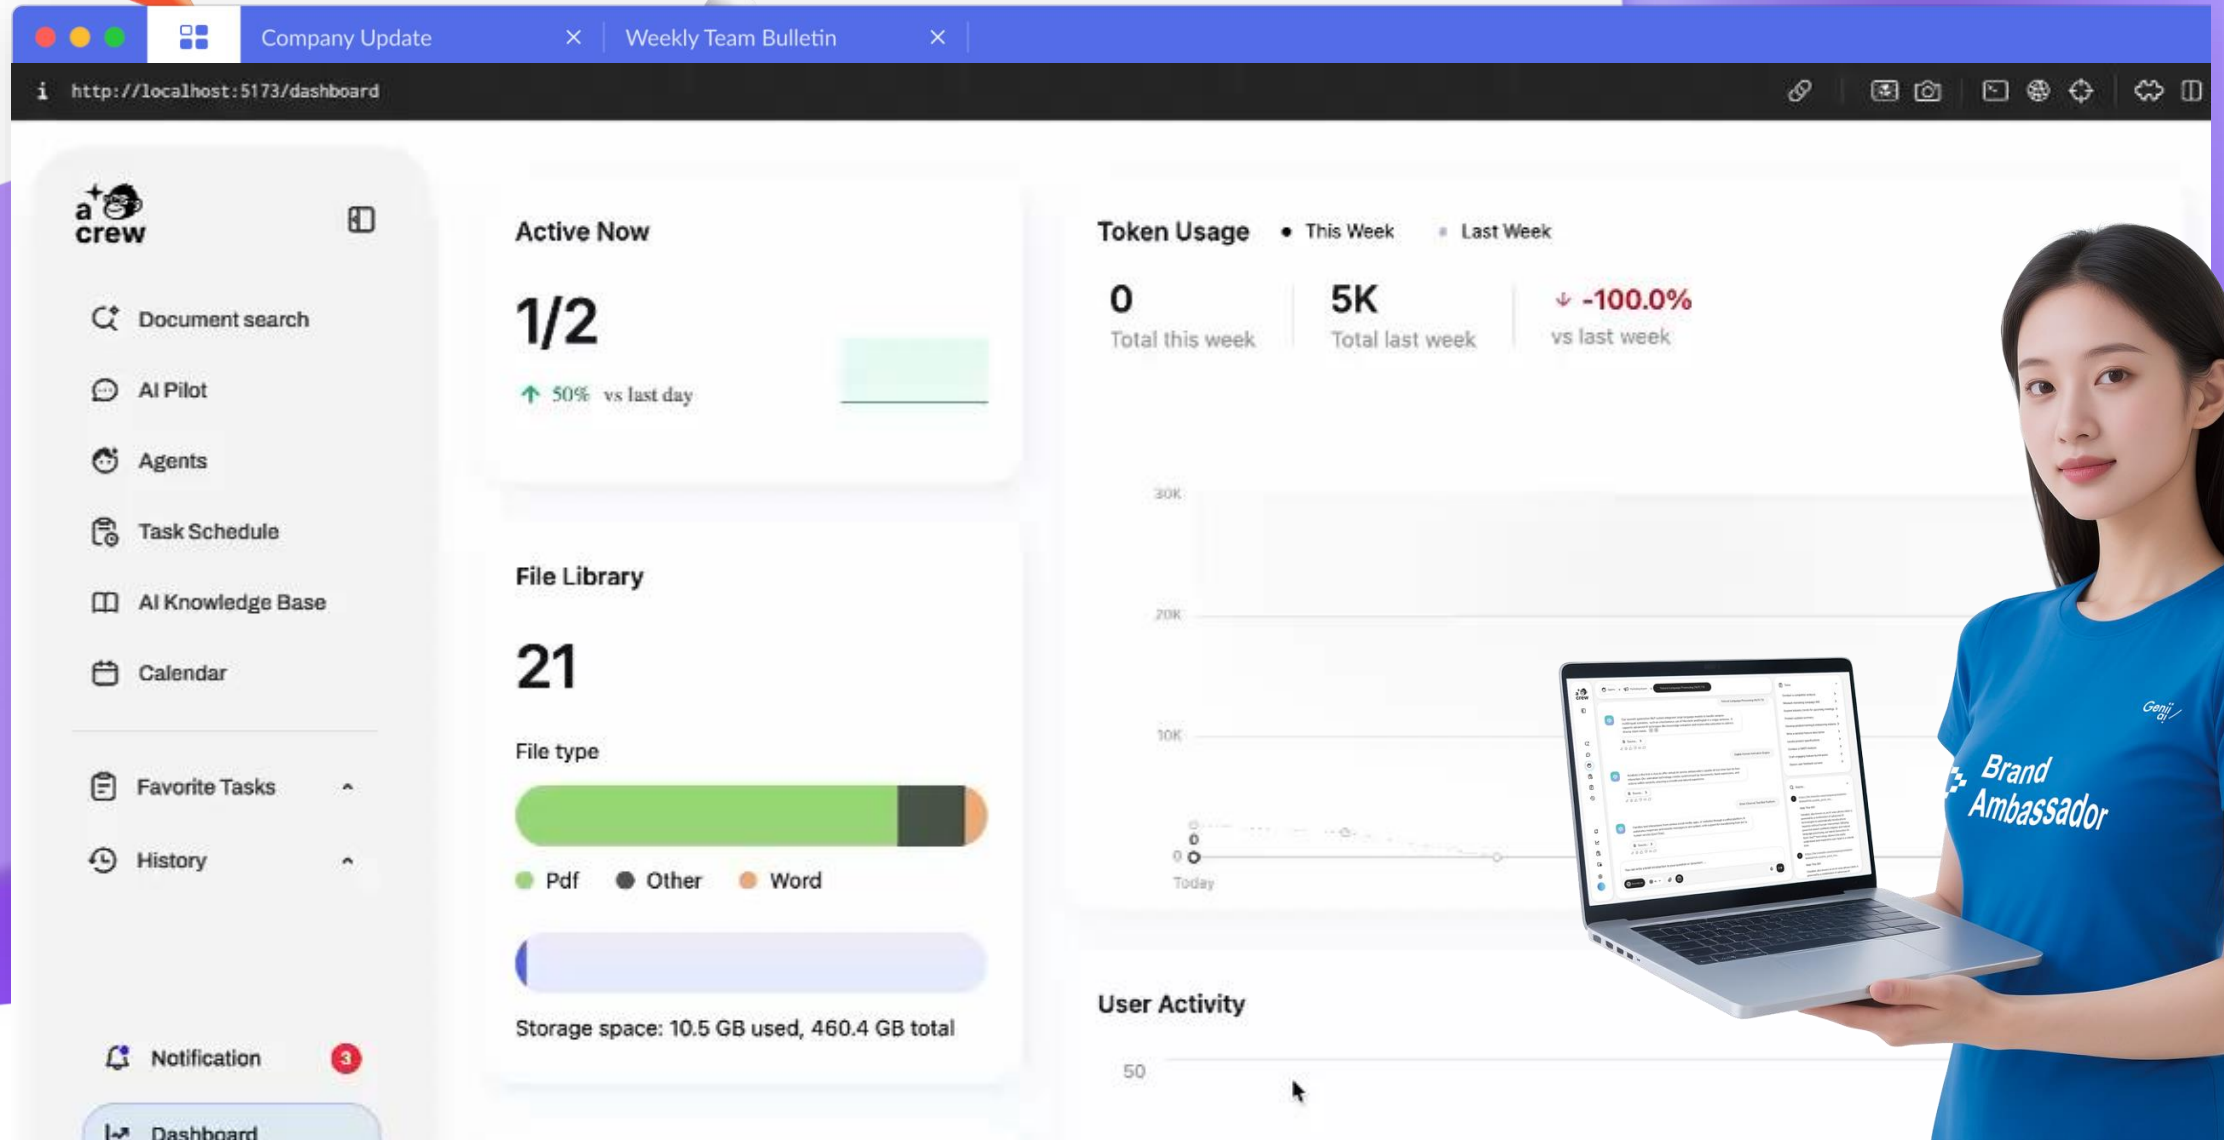 Company Update
Weekly Team Bulletin
http://localhost:5173/dashboard
a
crew
Document search
AI Pilot
Agents
Task Schedule
AI Knowledge Base
Calendar
Favorite Tasks
History
Notification
3
Dashboard
Active Now
1/2
50% vs last day
File Library
21
File type
Pdf
Other
Word
Storage space: 10.5 GB used, 460.4 GB total
Token Usage
This Week
Last Week
0
Total this week
5K
Total last week
-100.0%
vs last week
30K
20K
10K
0
0
Today
User Activity
50
Genii
ai
Brand
Ambassador